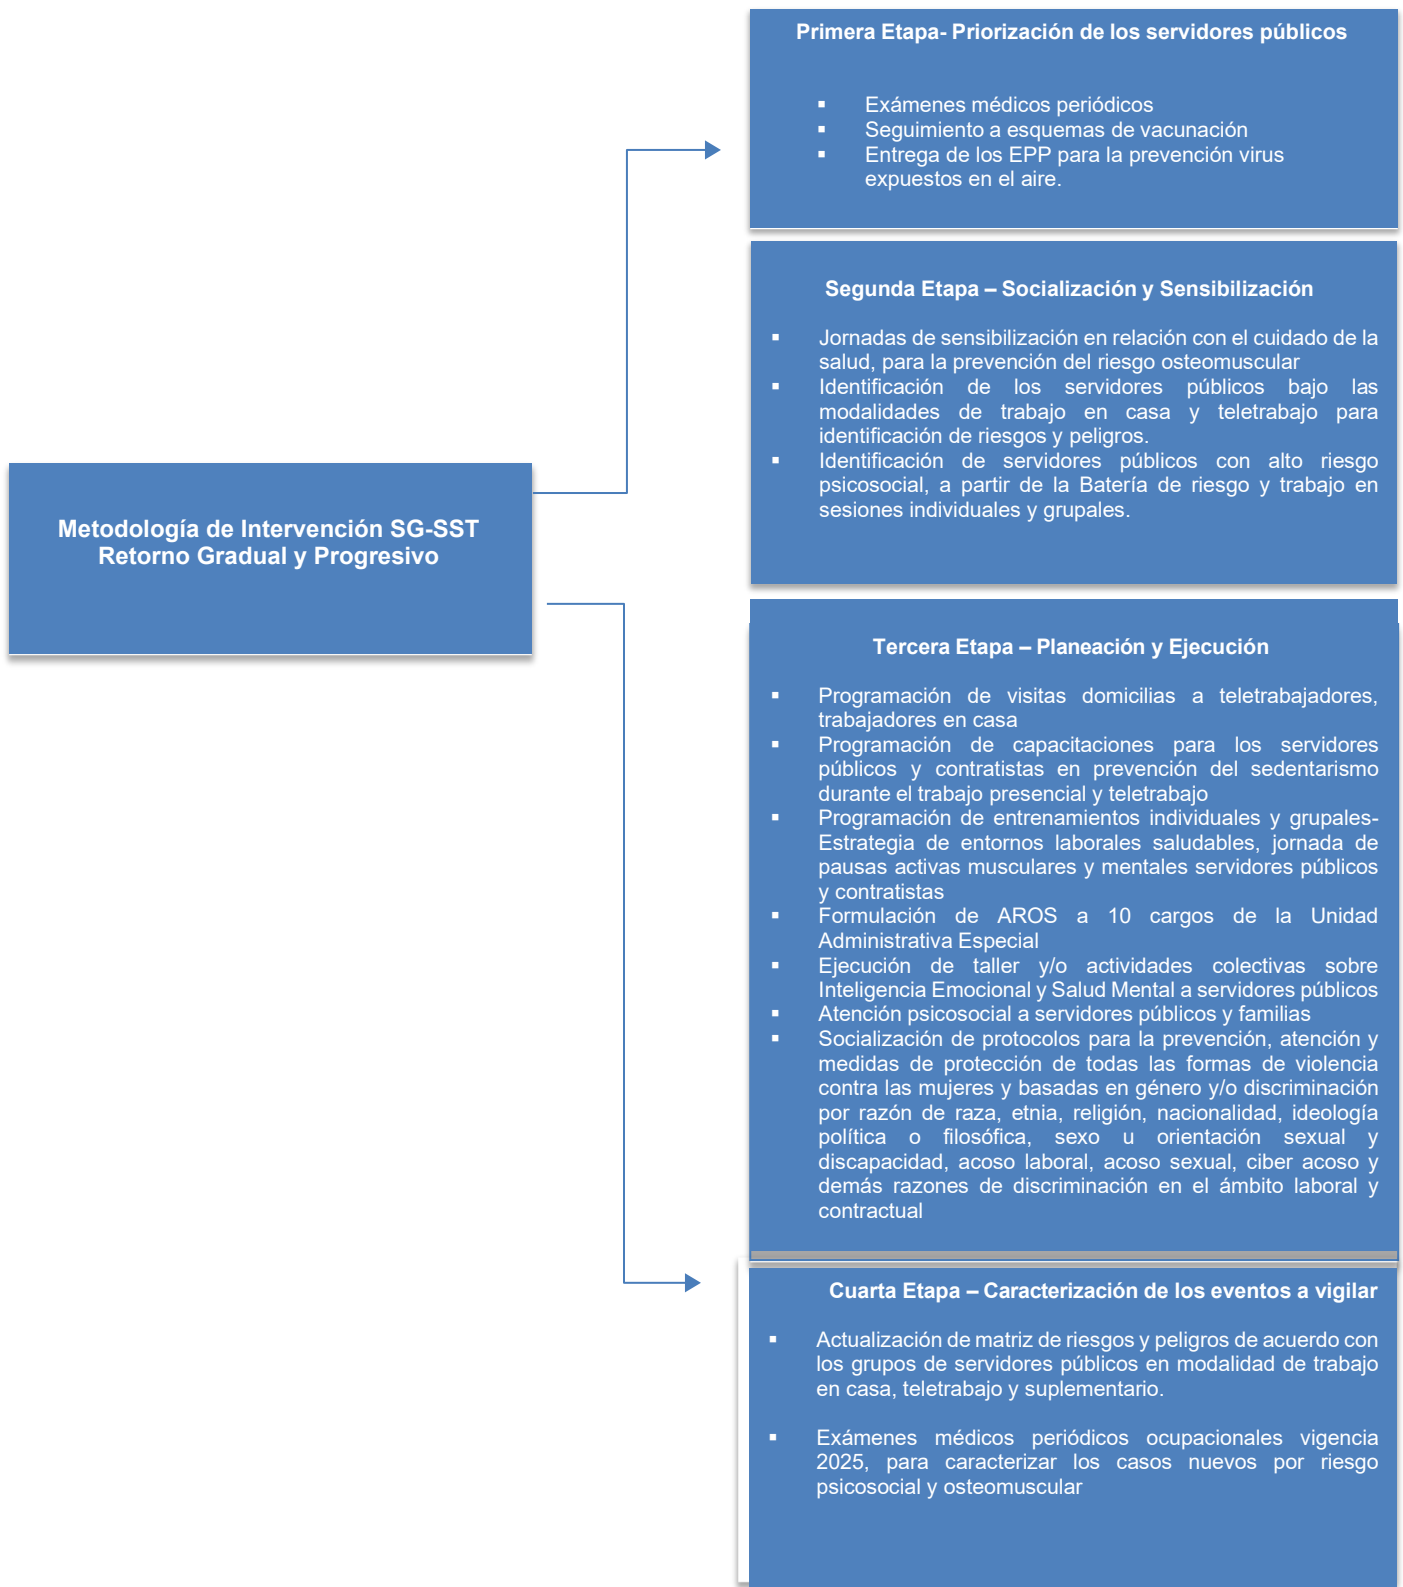 Primera Etapa- Priorización de los servidores públicos
▪ Exámenes médicos periódicos
▪ Seguimiento a esquemas de vacunación
▪ Entrega de los EPP para la prevención virus
expuestos en el aire.
Segunda Etapa – Socialización y Sensibilización
▪ Jornadas de sensibilización en relación con el cuidado de la
salud, para la prevención del riesgo osteomuscular
▪ Identificación de los servidores públicos bajo las
modalidades de trabajo en casa y teletrabajo para
identificación de riesgos y peligros.
▪ Identificación de servidores públicos con alto riesgo
psicosocial, a partir de la Batería de riesgo y trabajo en
sesiones individuales y grupales.
Metodología de Intervención SG-SST
Retorno Gradual y Progresivo
Tercera Etapa – Planeación y Ejecución
▪ Programación de visitas domicilias a teletrabajadores,
trabajadores en casa
▪ Programación de capacitaciones para los servidores
públicos y contratistas en prevención del sedentarismo
durante el trabajo presencial y teletrabajo
▪ Programación de entrenamientos individuales y grupales-
Estrategia de entornos laborales saludables, jornada de
pausas activas musculares y mentales servidores públicos
y contratistas
▪ Formulación de AROS a 10 cargos de la Unidad
Administrativa Especial
▪ Ejecución de taller y/o actividades colectivas sobre
Inteligencia Emocional y Salud Mental a servidores públicos
▪ Atención psicosocial a servidores públicos y familias
▪ Socialización de protocolos para la prevención, atención y
medidas de protección de todas las formas de violencia
contra las mujeres y basadas en género y/o discriminación
por razón de raza, etnia, religión, nacionalidad, ideología
política o filosófica, sexo u orientación sexual y
discapacidad, acoso laboral, acoso sexual, ciber acoso y
demás razones de discriminación en el ámbito laboral y
contractual
Cuarta Etapa – Caracterización de los eventos a vigilar
▪ Actualización de matriz de riesgos y peligros de acuerdo con
los grupos de servidores públicos en modalidad de trabajo
en casa, teletrabajo y suplementario.
▪ Exámenes médicos periódicos ocupacionales vigencia
2025, para caracterizar los casos nuevos por riesgo
psicosocial y osteomuscular